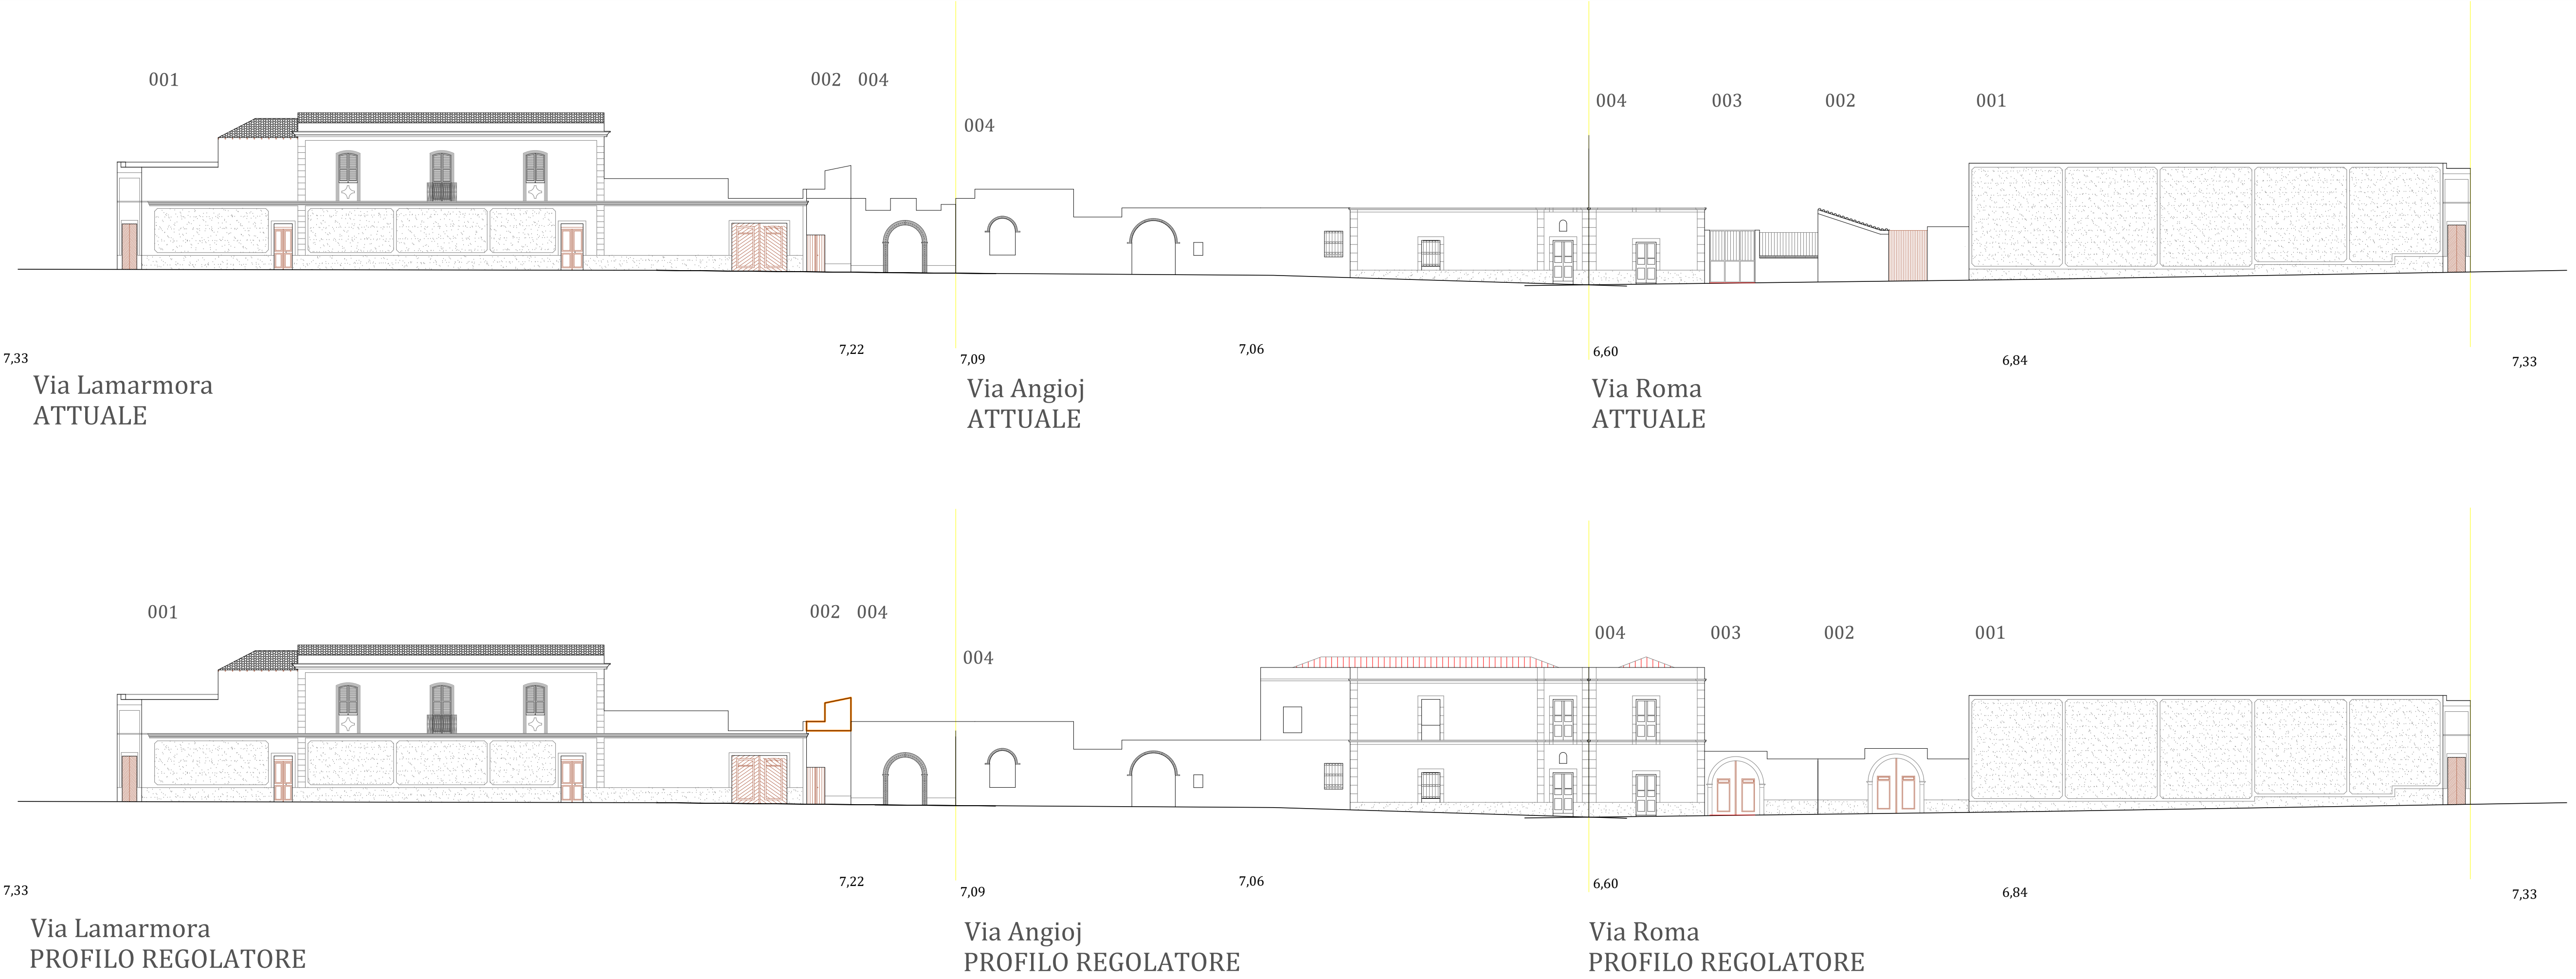 001
002 004
004
004
003
002
001
7,33
7,22
7,09
7,06
6,60
6,84
7,33
Via Lamarmora
ATTUALE
Via Angioj
ATTUALE
Via Roma
ATTUALE
001
002 004
004
004
003
002
001
7,33
7,22
7,09
7,06
6,60
6,84
7,33
Via Lamarmora
PROFILO REGOLATORE
Via Angioj
PROFILO REGOLATORE
Via Roma
PROFILO REGOLATORE